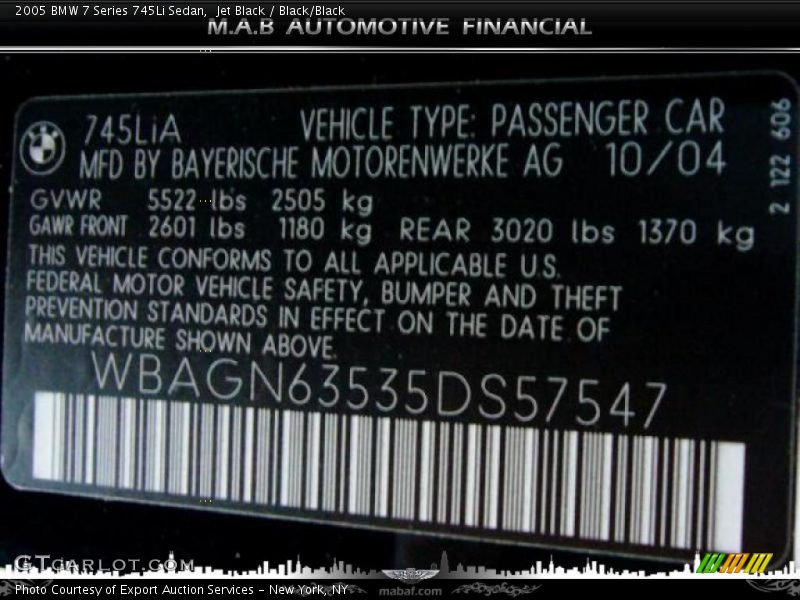 2005 BMW 7 Series 745Li Sedan, Jet Black / Black/Black
M.A.B AUTOMOTIVE FINANCIAL
745LiA VEHICLE TYPE: PASSENGER CAR
MFD BY BAYERISCHE MOTORENWERKE AG 10/04
GVWR 5522 lbs 2505 kg
GAWR FRONT 2601 lbs 1180 kg REAR 3020 lbs 1370 kg
THIS VEHICLE CONFORMS TO ALL APPLICABLE U.S.
FEDERAL MOTOR VEHICLE SAFETY, BUMPER AND THEFT
PREVENTION STANDARDS IN EFFECT ON THE DATE OF
MANUFACTURE SHOWN ABOVE.
WBAGN63535DS57547
2 122 606
GTcarlot.com
Photo Courtesy of Export Auction Services - New York, NY
mabaf.com